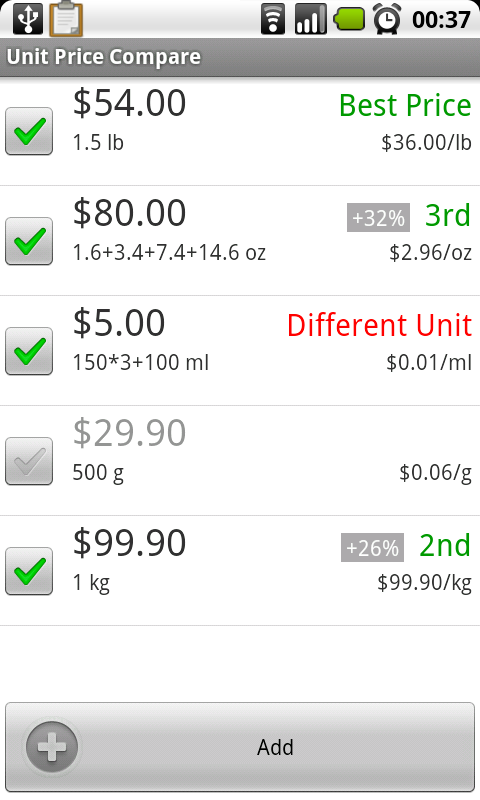 00:37
Unit Price Compare
$54.00 Best Price
1.5 lb $36.00/lb
$80.00 +32% 3rd
1.6+3.4+7.4+14.6 oz $2.96/oz
$5.00 Different Unit
150*3+100 ml $0.01/ml
$29.90
500 g $0.06/g
$99.90 +26% 2nd
1 kg $99.90/kg
Add